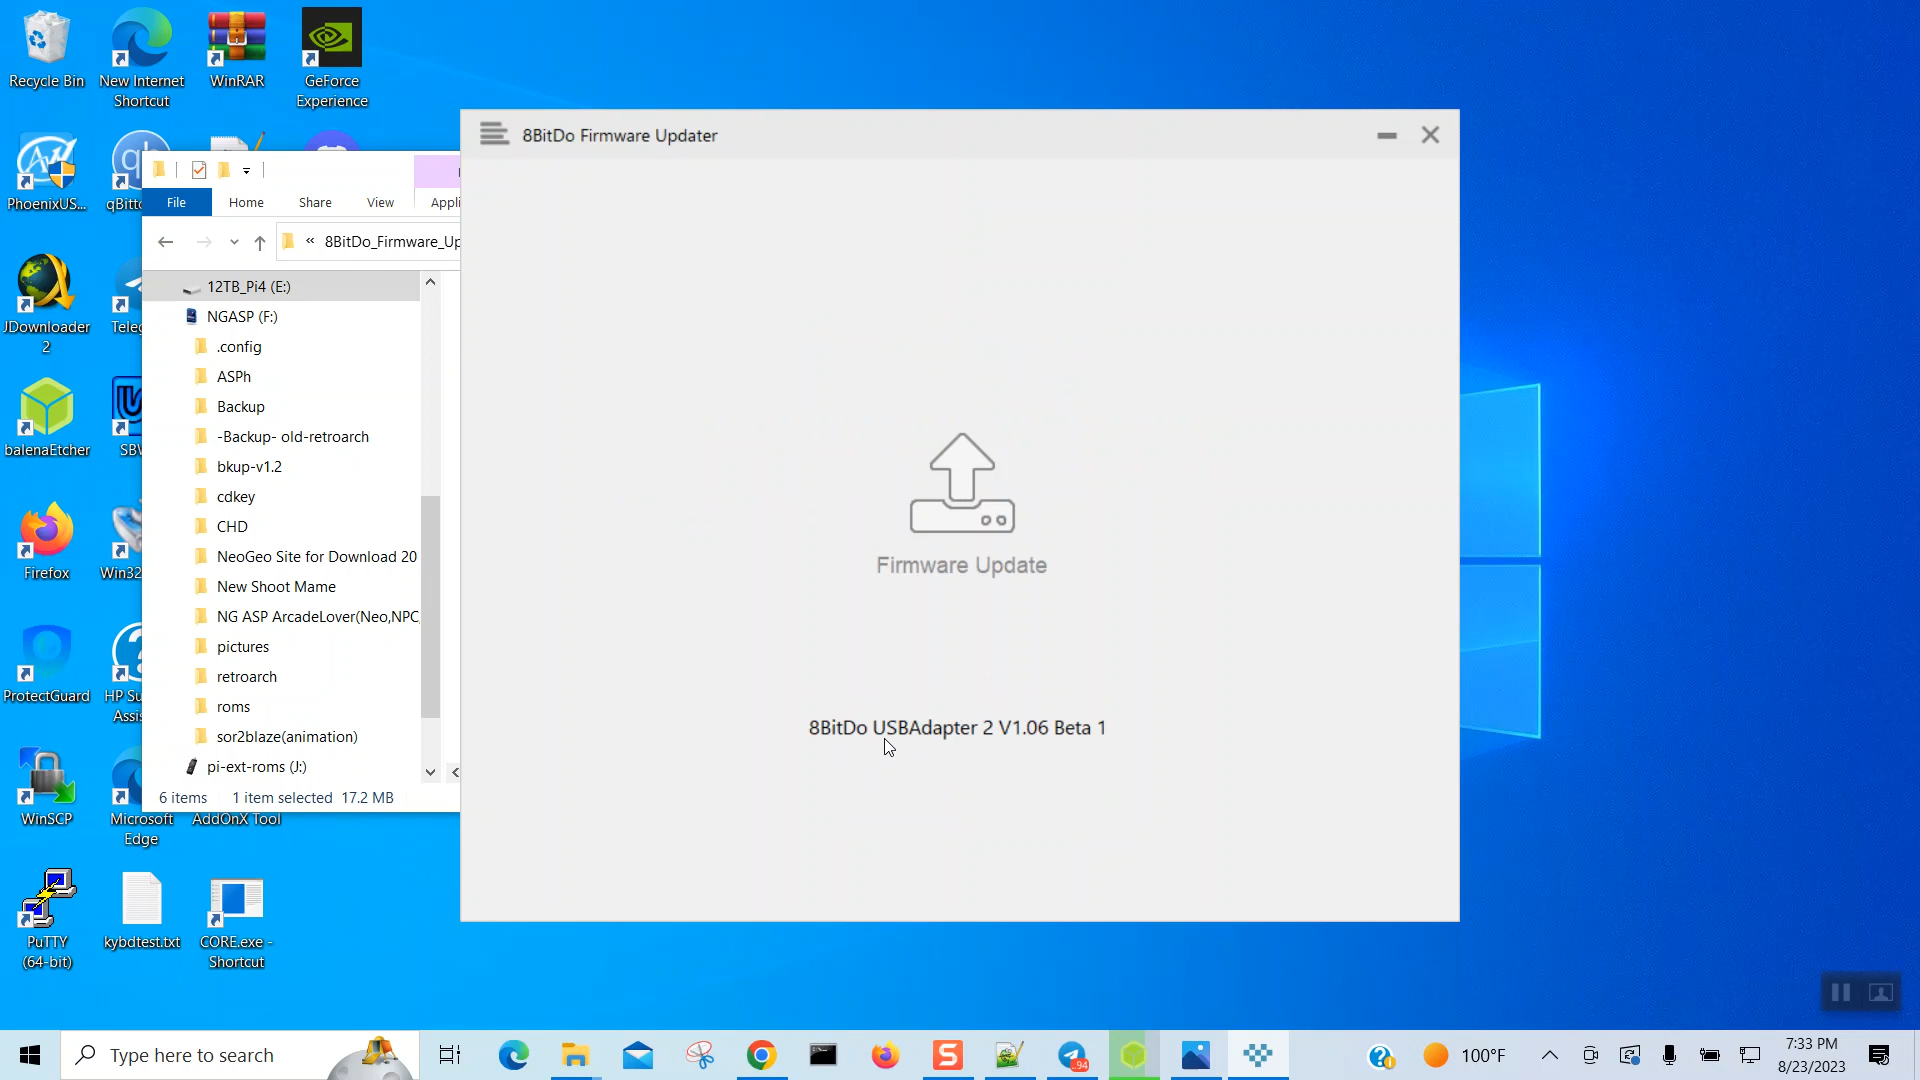 Recycle Bin
New Internet
Shortcut
WinRAR
GeForce
Experience
PhoenixUS...
JDownloader
2
balenaEtcher
Firefox
ProtectGuard
WinSCP
Microsoft
Edge
AddOnX Tool
PuTTY
(64-bit)
kybdtest.txt
CORE.exe -
Shortcut
File
Home
Share
View
8BitDo_Firmware_Up
12TB_Pi4 (E:)
NGASP (F:)
.config
ASPh
Backup
-Backup- old-retroarch
bkup-v1.2
cdkey
CHD
NeoGeo Site for Download 20
New Shoot Mame
NG ASP ArcadeLover(Neo,NPC,
pictures
retroarch
roms
sor2blaze(animation)
pi-ext-roms (J:)
6 items 1 item selected 17.2 MB
8BitDo Firmware Updater
Firmware Update
8BitDo USBAdapter 2 V1.06 Beta 1
Type here to search
94
100°F
7:33 PM
8/23/2023